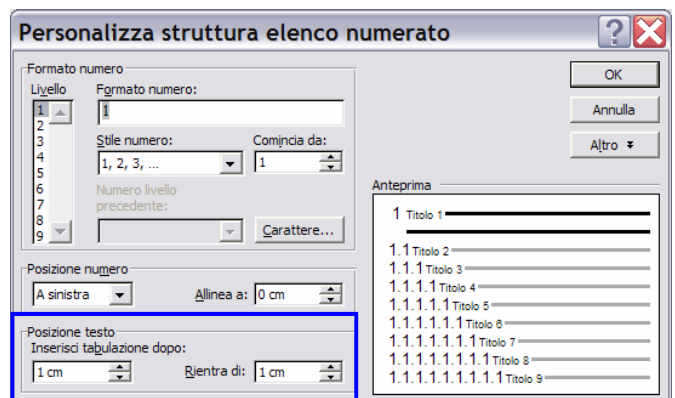 Personalizza struttura elenco numerato
?
Formato numero
Livello
1
2
3
4
5
6
7
8
9
Formato numero:
1
Stile numero:
Comincia da:
1, 2, 3, ...
1
Numero livello
precedente:
Carattere...
Posizione numero
A sinistra
Allinea a:
0 cm
Posizione testo
Inserisci tabulazione dopo:
1 cm
Rientra di:
1 cm
OK
Annulla
Altro
Anteprima
1 Titolo 1
1.1 Titolo 2
1.1.1 Titolo 3
1.1.1.1 Titolo 4
1.1.1.1.1 Titolo 5
1.1.1.1.1.1 Titolo 6
1.1.1.1.1.1.1 Titolo 7
1.1.1.1.1.1.1.1 Titolo 8
1.1.1.1.1.1.1.1.1 Titolo 9